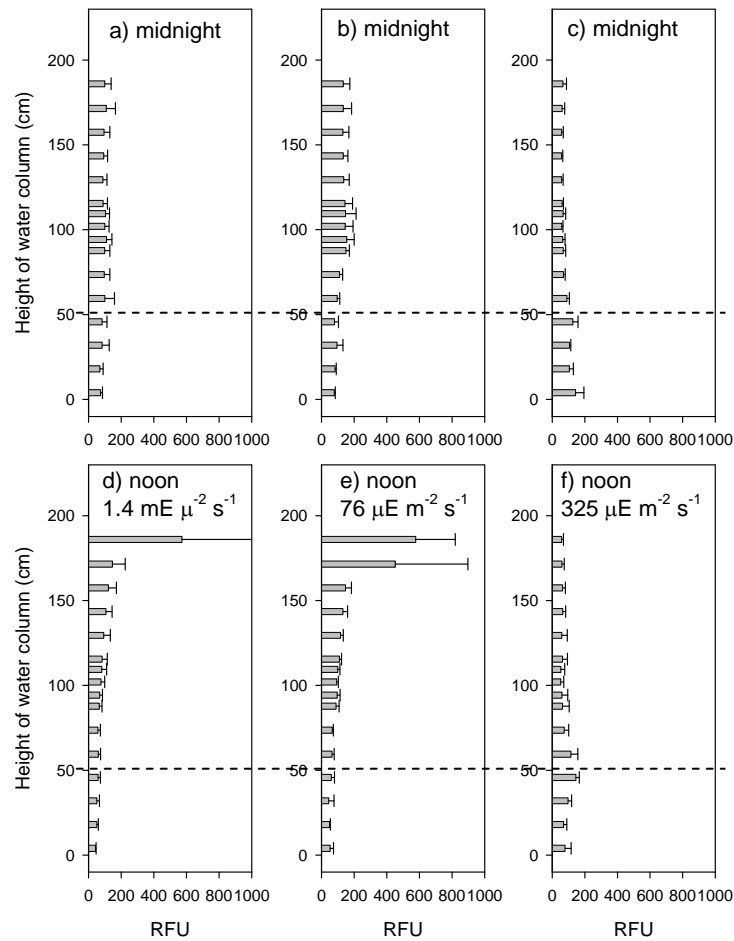 a) midnight
b) midnight
c) midnight
200
150
100
50
0
Height of water column (cm)
0 200 400 600 800 1000
0 200 400 600 800 1000
0 200 400 600 800 1000
d) noon
1.4 mE μ⁻² s⁻¹
e) noon
76 μE m⁻² s⁻¹
f) noon
325 μE m⁻² s⁻¹
200
150
100
50
0
Height of water column (cm)
0 200 400 600 800 1000
0 200 400 600 800 1000
0 200 400 600 800 1000
RFU
RFU
RFU